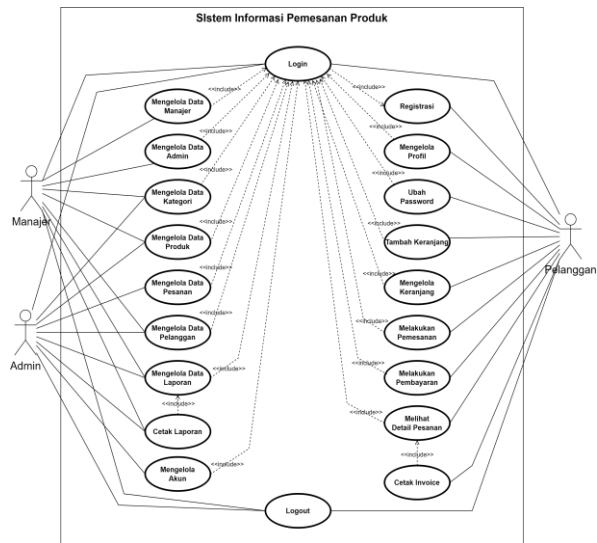 SIstem Informasi Pemesanan Produk
Login
<<include>>
<<include>>
Mengelola Data
Manajer
Registrasi
<<include>>
<<include>>
Mengelola Data
Admin
Mengelola
Profil
<<include>>
<<include>>
Mengelola Data
Kategori
Ubah
Password
Manajer
<<include>>
<<include>>
Mengelola Data
Produk
Tambah Keranjang
Pelanggan
<<include>>
<<include>>
Mengelola Data
Pesanan
Mengelola
Keranjang
<<include>>
<<include>>
Mengelola Data
Pelanggan
Melakukan
Pemesanan
<<include>>
<<include>>
Admin
Mengelola Data
Laporan
Melakukan
Pembayaran
<<include>>
<<include>>
Cetak Laporan
Melihat
Detail Pesanan
<<include>>
<<include>>
Mengelola
Akun
Cetak Invoice
Logout